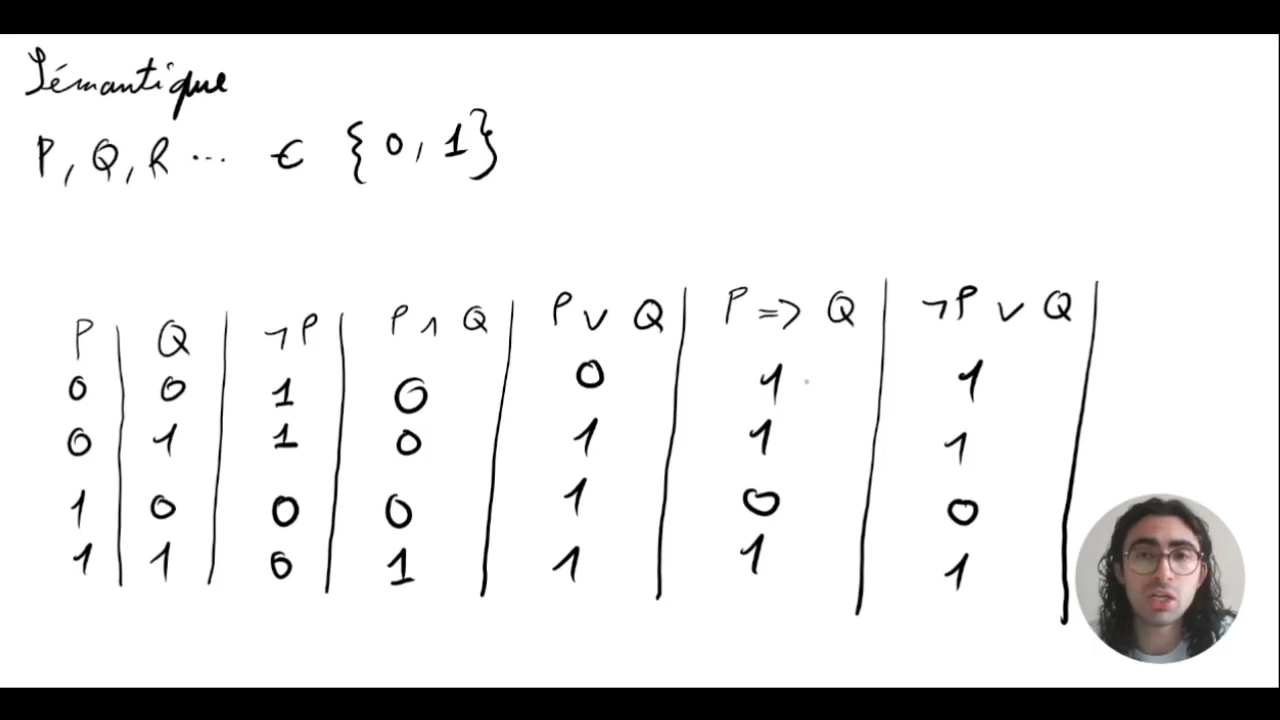 Sémantique
P, Q, R ... ∈ {0, 1}
P | Q | ¬P | P ∧ Q | P ∨ Q | P => Q | ¬P ∨ Q |
0 | 0 | 1 | 0 | 0 | 1 | 1 |
0 | 1 | 1 | 0 | 1 | 1 | 1 |
1 | 0 | 0 | 0 | 1 | 0 | 0 |
1 | 1 | 0 | 1 | 1 | 1 | 1 |